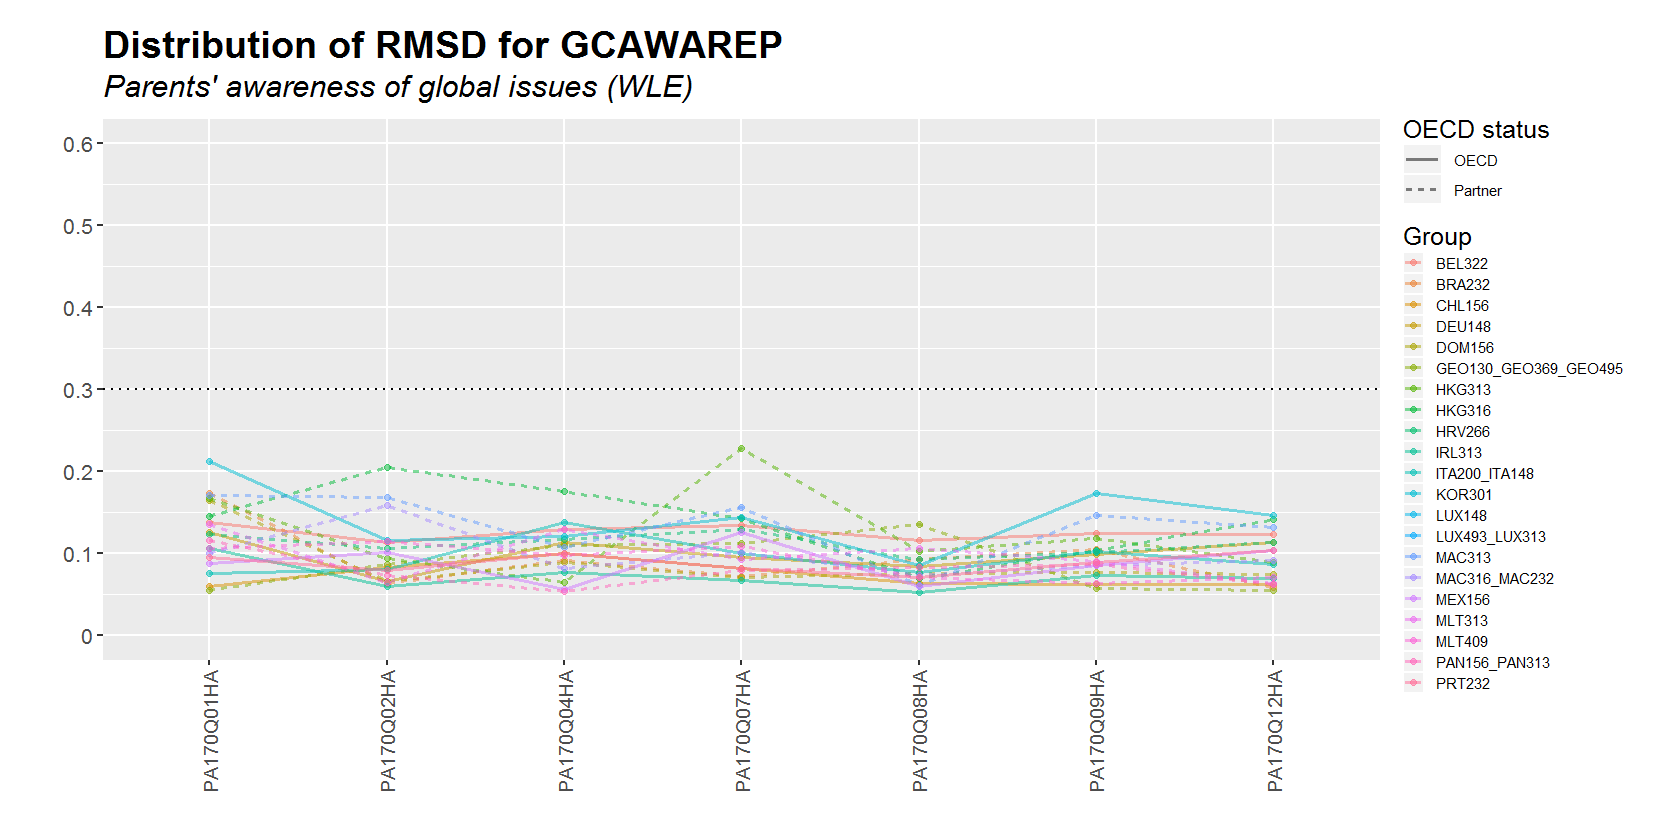 Distribution of RMSD for GCAWAREP
Parents' awareness of global issues (WLE)
0.6
0.5
0.4
0.3
0.2
0.1
0
PA170Q01HA
PA170Q02HA
PA170Q04HA
PA170Q07HA
PA170Q08HA
PA170Q09HA
PA170Q12HA
OECD status
OECD
Partner
Group
BEL322
BRA232
CHL156
DEU148
DOM156
GEO130_GEO369_GEO495
HKG313
HKG316
HRV266
IRL313
ITA200_ITA148
KOR301
LUX148
LUX493_LUX313
MAC313
MAC316_MAC232
MEX156
MLT313
MLT409
PAN156_PAN313
PRT232